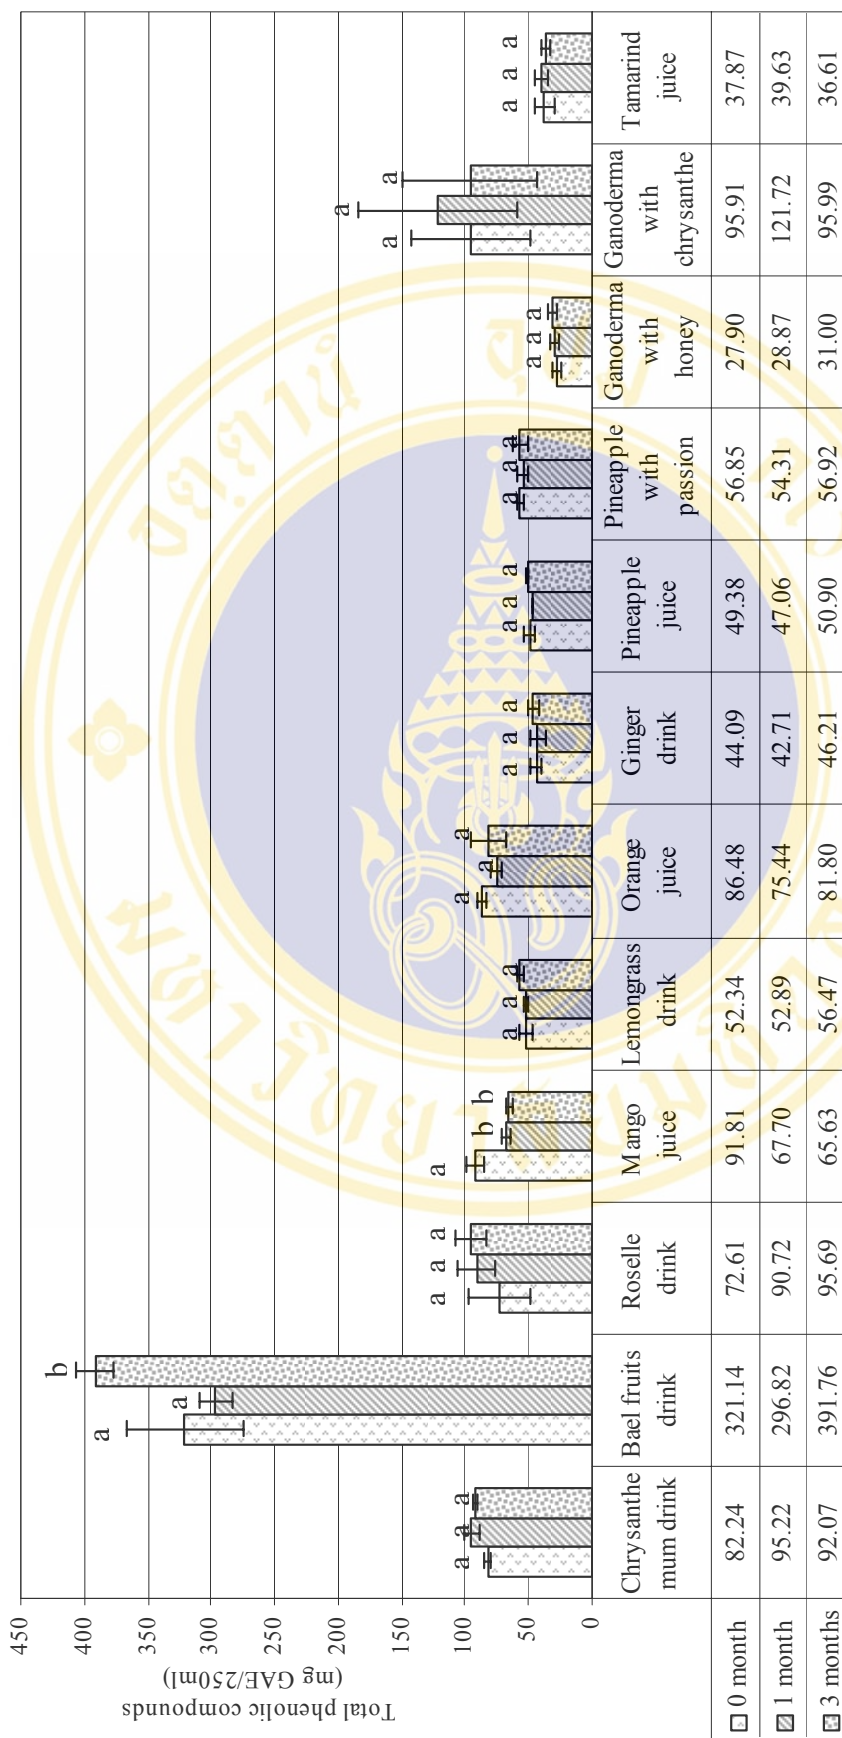 Total phenolic compounds
(mg GAE/250ml)
450
400
350
300
250
200
150
100
50
0
a a a
a a b
a a a
a b b
a a a
a a a
a a a
a a a
a a a
a a a
a a a
a a a
Chrysanthe
mum drink
Bael fruits
drink
Roselle
drink
Mango
juice
Lemongrass
drink
Orange
juice
Ginger
drink
Pineapple
juice
Pineapple
with
passion
Ganoderma
with
honey
Ganoderma
with
chrysanthe
Tamarind
juice
0 month 82.24 321.14 72.61 91.81 52.34 86.48 44.09 49.38 56.85 27.90 95.91 37.87
1 month 95.22 296.82 90.72 67.70 52.89 75.44 42.71 47.06 54.31 28.87 121.72 39.63
3 months 92.07 391.76 95.69 65.63 56.47 81.80 46.21 50.90 56.92 31.00 95.99 36.61